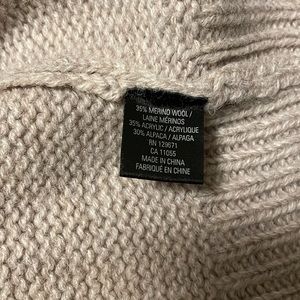 35% MERINO WOOL /
LAINE MÉRINOS
35% ACRYLIC / ACRYLIQUE
30% ALPACA / ALPAGA
RN 129671
CA 11055
MADE IN CHINA
FABRIQUÉ EN CHINE